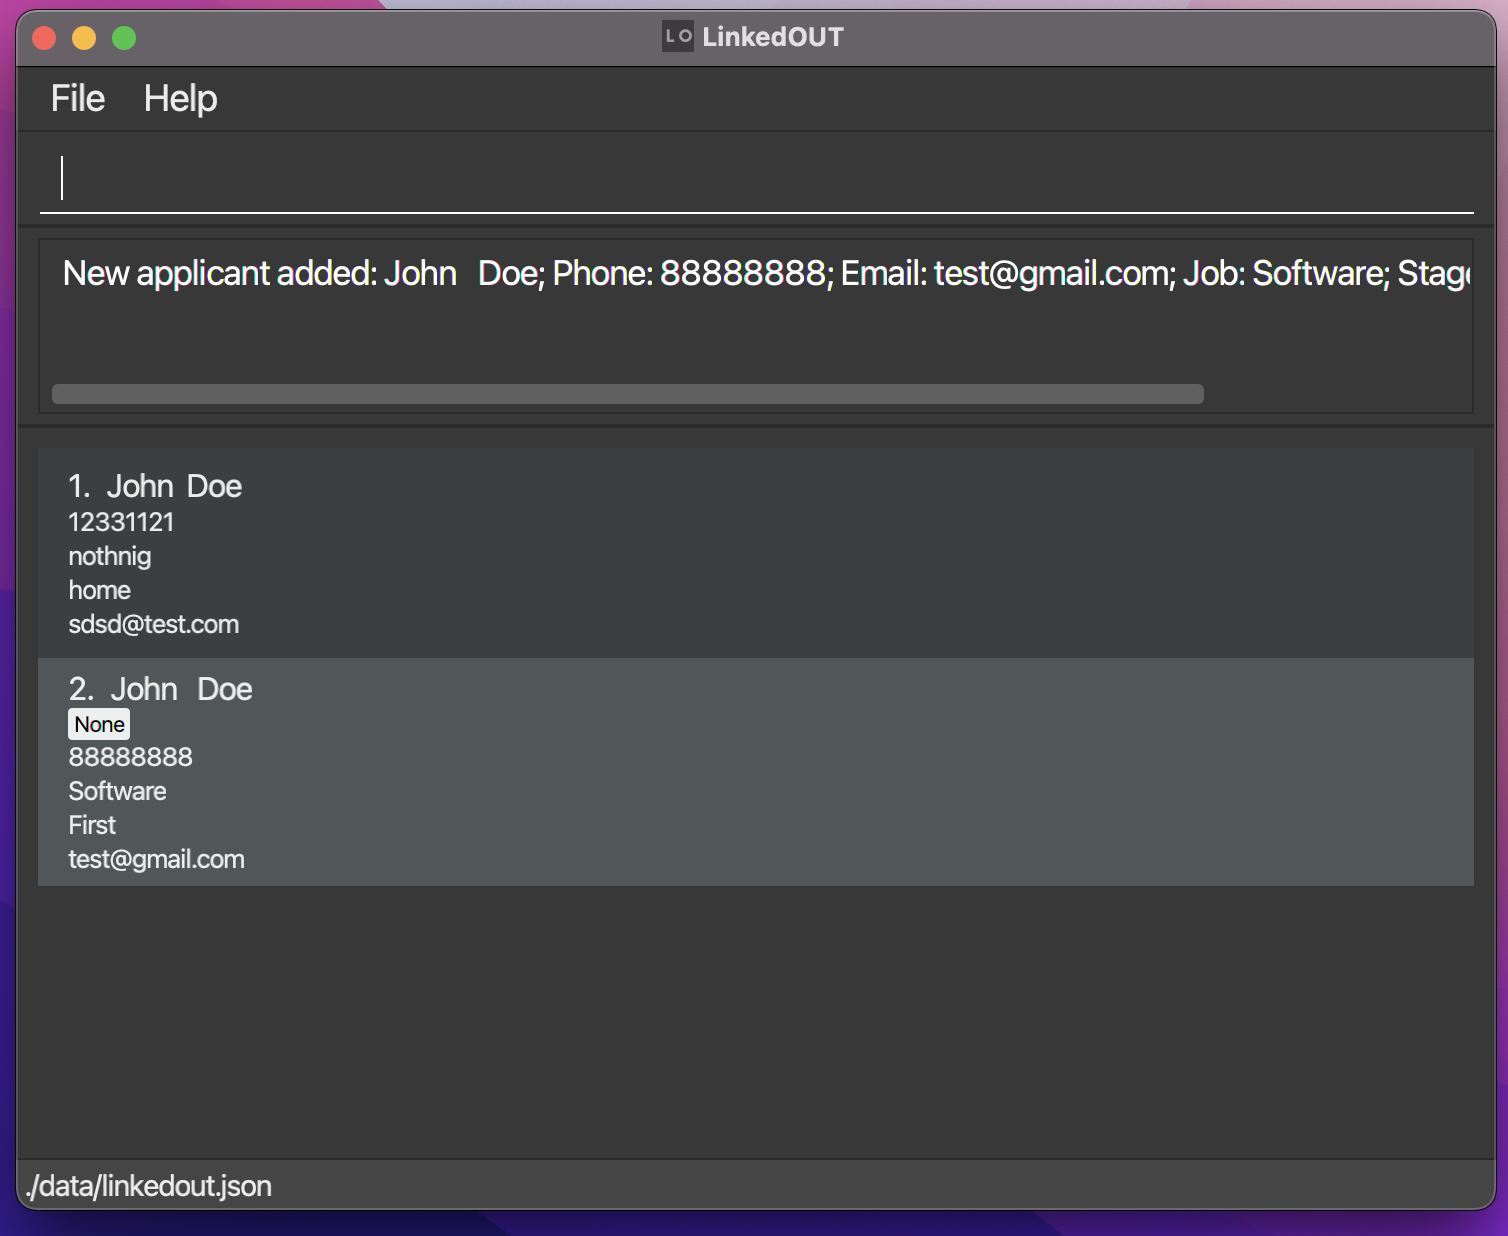 LO LinkedOUT
File Help
New applicant added: John   Doe; Phone: 88888888; Email: test@gmail.com; Job: Software; Stage
1. John  Doe
12331121
nothnig
home
sdsd@test.com
2. John   Doe
None
88888888
Software
First
test@gmail.com
./data/linkedout.json